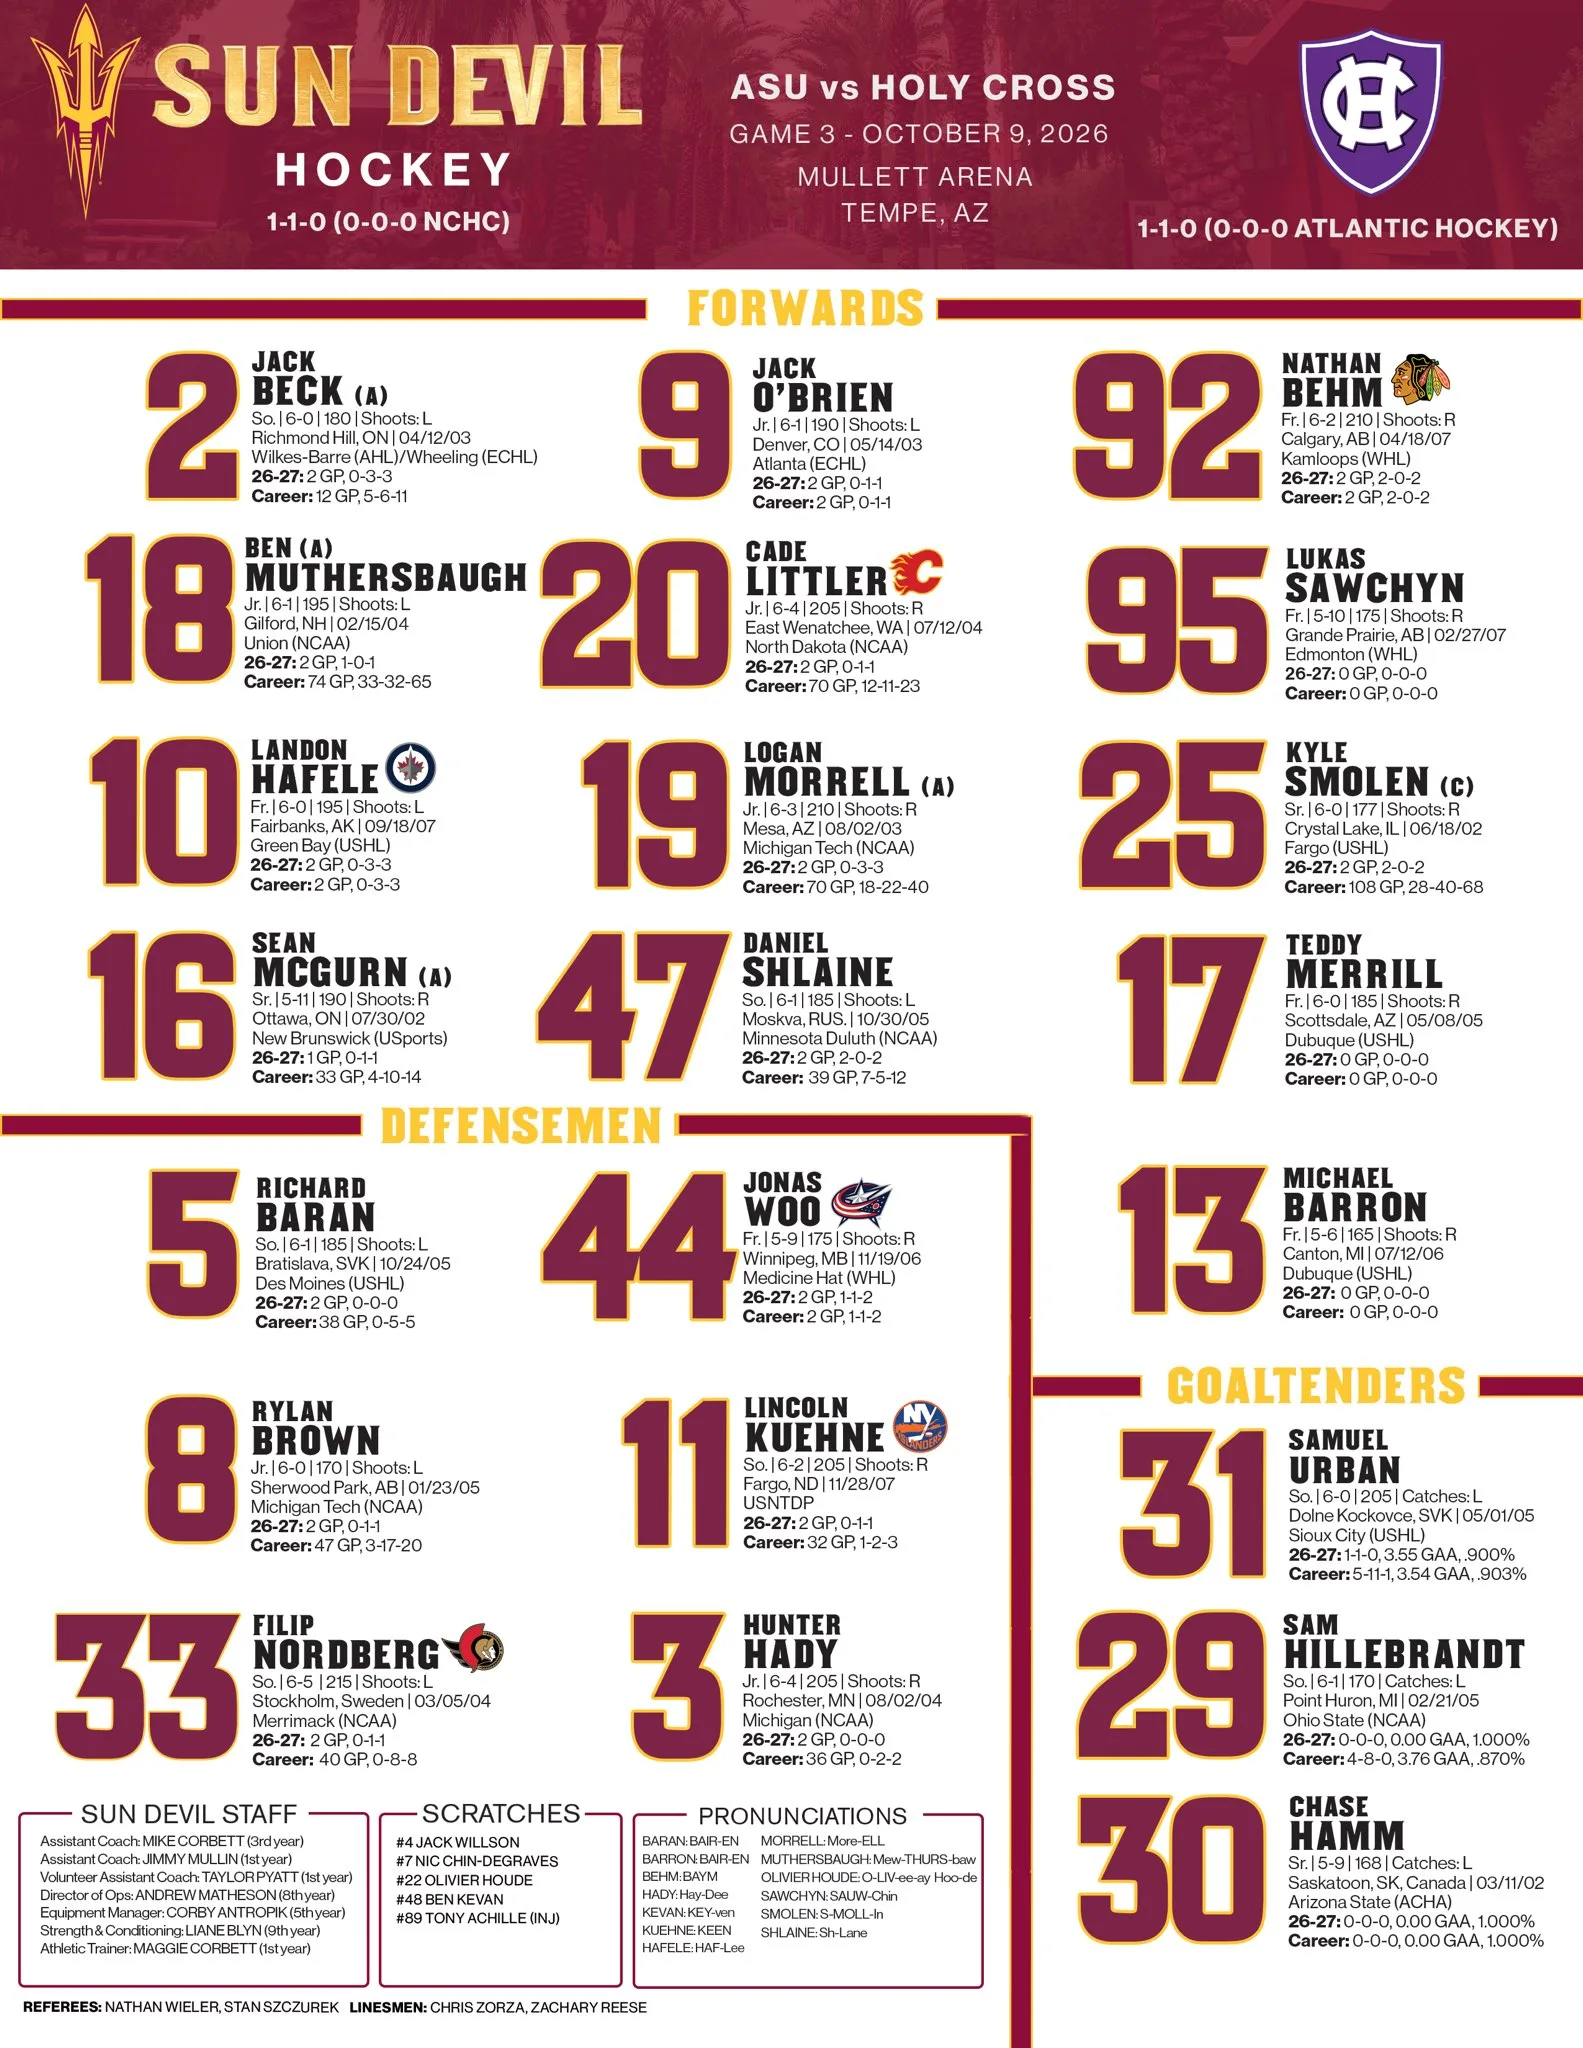 SUN DEVIL
HOCKEY
1-1-0 (0-0-0 NCHC)
ASU vs HOLY CROSS
GAME 3 - OCTOBER 9, 2026
MULLETT ARENA
TEMPE, AZ
HC
1-1-0 (0-0-0 ATLANTIC HOCKEY)
FORWARDS
2
JACK
BECK (A)
So. | 6-0 | 180 | Shoots: L
Richmond Hill, ON | 04/12/03
Wilkes-Barre (AHL)/Wheeling (ECHL)
26-27: 2 GP, 0-3-3
Career: 12 GP, 5-6-11
9
JACK
O'BRIEN
Jr. | 6-1 | 190 | Shoots: L
Denver, CO | 05/14/03
Atlanta (ECHL)
26-27: 2 GP, 0-1-1
Career: 2 GP, 0-1-1
92
NATHAN
BEHM
Fr. | 6-2 | 210 | Shoots: R
Calgary, AB | 04/18/07
Kamloops (WHL)
26-27: 2 GP, 2-0-2
Career: 2 GP, 2-0-2
18
BEN (A)
MUTHERSBAUGH
Jr. | 6-1 | 195 | Shoots: L
Gilford, NH | 02/15/04
Union (NCAA)
26-27: 2 GP, 1-0-1
Career: 74 GP, 33-32-65
20
CADE
LITTLER
Jr. | 6-4 | 205 | Shoots: R
East Wenatchee, WA | 07/12/04
North Dakota (NCAA)
26-27: 2 GP, 0-1-1
Career: 70 GP, 12-11-23
95
LUKAS
SAWCHYN
Fr. | 5-10 | 175 | Shoots: R
Grande Prairie, AB | 02/27/07
Edmonton (WHL)
26-27: 0 GP, 0-0-0
Career: 0 GP, 0-0-0
10
LANDON
HAFELE
Fr. | 6-0 | 195 | Shoots: L
Fairbanks, AK | 09/18/07
Green Bay (USHL)
26-27: 2 GP, 0-3-3
Career: 2 GP, 0-3-3
19
LOGAN
MORRELL (A)
Jr. | 6-3 | 210 | Shoots: R
Mesa, AZ | 08/02/03
Michigan Tech (NCAA)
26-27: 2 GP, 0-3-3
Career: 70 GP, 18-22-40
25
KYLE
SMOLEN (C)
Sr. | 6-0 | 177 | Shoots: R
Crystal Lake, IL | 06/18/02
Fargo (USHL)
26-27: 2 GP, 2-0-2
Career: 108 GP, 28-40-68
16
SEAN
MCGURN (A)
Sr. | 5-11 | 190 | Shoots: R
Ottawa, ON | 07/30/02
New Brunswick (USports)
26-27: 1 GP, 0-1-1
Career: 33 GP, 4-10-14
47
DANIEL
SHLAINE
So. | 6-1 | 185 | Shoots: L
Moskva, RUS. | 10/30/05
Minnesota Duluth (NCAA)
26-27: 2 GP, 2-0-2
Career: 39 GP, 7-5-12
17
TEDDY
MERRILL
Fr. | 6-0 | 185 | Shoots: R
Scottsdale, AZ | 05/08/05
Dubuque (USHL)
26-27: 0 GP, 0-0-0
Career: 0 GP, 0-0-0
DEFENSEMEN
5
RICHARD
BARAN
So. | 6-1 | 185 | Shoots: L
Bratislava, SVK | 10/24/05
Des Moines (USHL)
26-27: 2 GP, 0-0-0
Career: 38 GP, 0-5-5
44
JONAS
WOO
Fr. | 5-9 | 175 | Shoots: R
Winnipeg, MB | 11/19/06
Medicine Hat (WHL)
26-27: 2 GP, 1-1-2
Career: 2 GP, 1-1-2
13
MICHAEL
BARRON
Fr. | 5-6 | 165 | Shoots: R
Canton, MI | 07/12/06
Dubuque (USHL)
26-27: 0 GP, 0-0-0
Career: 0 GP, 0-0-0
8
RYLAN
BROWN
Jr. | 6-0 | 170 | Shoots: L
Sherwood Park, AB | 01/23/05
Michigan Tech (NCAA)
26-27: 2 GP, 0-1-1
Career: 47 GP, 3-17-20
11
LINCOLN
KUEHNE
NY
ISLANDERS
So. | 6-2 | 205 | Shoots: R
Fargo, ND | 11/28/07
USNTDP
26-27: 2 GP, 0-1-1
Career: 32 GP, 1-2-3
33
FILIP
NORDBERG
So. | 6-5 | 215 | Shoots: L
Stockholm, Sweden | 03/05/04
Merrimack (NCAA)
26-27: 2 GP, 0-1-1
Career: 40 GP, 0-8-8
3
HUNTER
HADY
Jr. | 6-4 | 205 | Shoots: R
Rochester, MN | 08/02/04
Michigan (NCAA)
26-27: 2 GP, 0-0-0
Career: 36 GP, 0-2-2
GOALTENDERS
31
SAMUEL
URBAN
So. | 6-0 | 205 | Catches: L
Dolne Kockovce, SVK | 05/01/05
Sioux City (USHL)
26-27: 1-1-0, 3.55 GAA, .900%
Career: 5-11-1, 3.54 GAA, .903%
29
SAM
HILLEBRANDT
So. | 6-1 | 170 | Catches: L
Point Huron, MI | 02/21/05
Ohio State (NCAA)
26-27: 0-0-0, 0.00 GAA, 1.000%
Career: 4-8-0, 3.76 GAA, .870%
30
CHASE
HAMM
Sr. | 5-9 | 168 | Catches: L
Saskatoon, SK, Canada | 03/11/02
Arizona State (ACHA)
26-27: 0-0-0, 0.00 GAA, 1.000%
Career: 0-0-0, 0.00 GAA, 1.000%
SUN DEVIL STAFF
Assistant Coach: MIKE CORBETT (3rd year)
Assistant Coach: JIMMY MULLIN (1st year)
Volunteer Assistant Coach: TAYLOR PYATT (1st year)
Director of Ops: ANDREW MATHESON (8th year)
Equipment Manager: CORBY ANTROPIK (5th year)
Strength & Conditioning: LIANE BLYN (9th year)
Athletic Trainer: MAGGIE CORBETT (1st year)
SCRATCHES
#4 JACK WILLSON
#7 NIC CHIN-DEGRAVES
#22 OLIVIER HOUDE
#48 BEN KEVAN
#89 TONY ACHILLE (INJ)
PRONUNCIATIONS
BARAN: BAIR-EN
BARRON: BAIR-EN
BEHM: BAYM
HADY: Hay-Dee
KEVAN: KEY-ven
KUEHNE: KEEN
HAFELE: HAF-Lee
MORRELL: More-ELL
MUTHERSBAUGH: Mew-THURS-baw
OLIVIER HOUDE: O-LIV-ee-ay Hoo-de
SAWCHYN: SAUW-Chin
SMOLEN: S-MOLL-In
SHLAINE: Sh-Lane
REFEREES: NATHAN WIELER, STAN SZCZUREK LINESMEN: CHRIS ZORZA, ZACHARY REESE